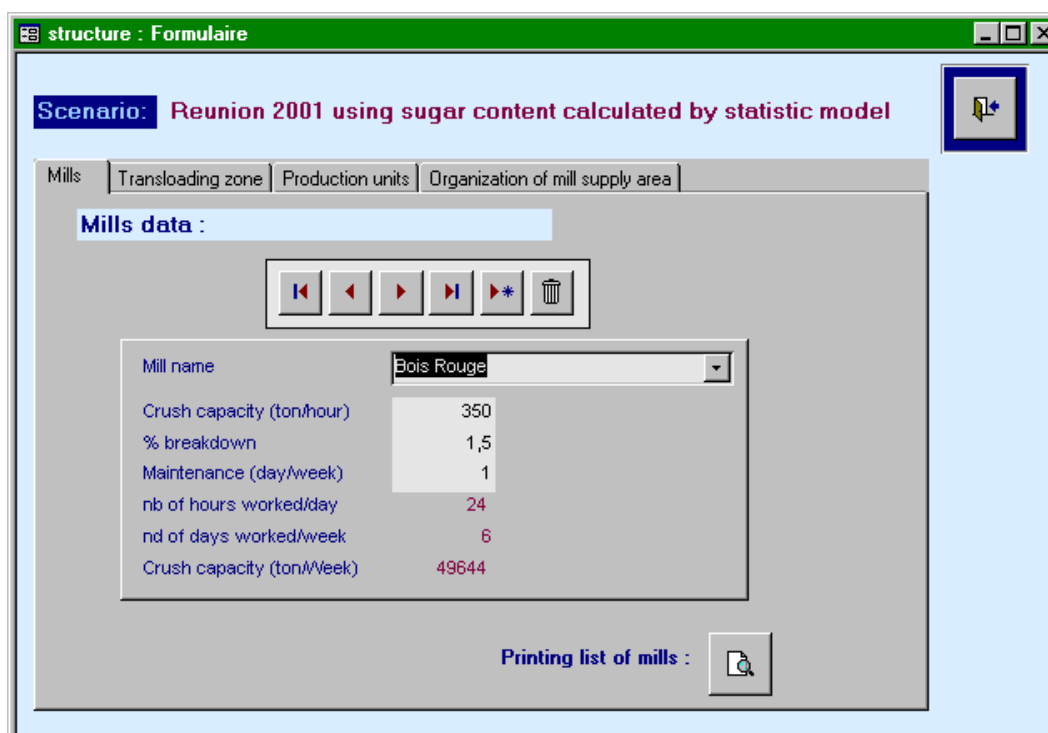 structure : Formulaire
Scenario: Reunion 2001 using sugar content calculated by statistic model
Mills Transloading zone Production units Organization of mill supply area
Mills data :
Mill name Bois Rouge
Crush capacity (ton/hour) 350
% breakdown 1,5
Maintenance (day/week) 1
nb of hours worked/day 24
nd of days worked/week 6
Crush capacity (ton/Week) 49644
Printing list of mills :